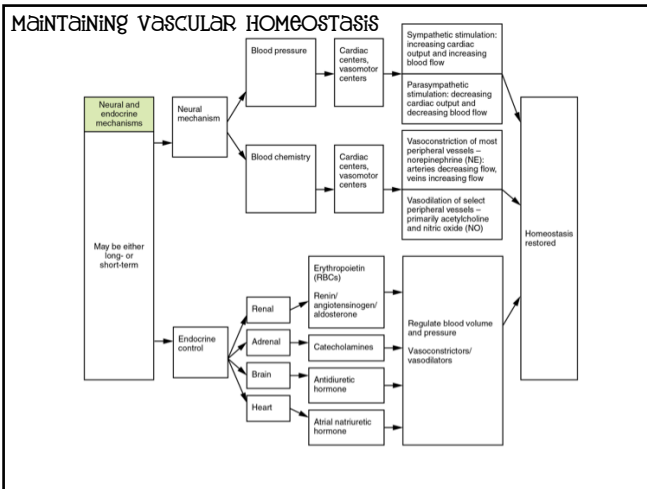 Maintaining Vascular Homeostasis
Neural and
endocrine
mechanisms
May be either
long- or
short-term
Neural
mechanism
Blood pressure
Cardiac
centers,
vasomotor
centers
Sympathetic stimulation:
increasing cardiac
output and increasing
blood flow
Parasympathetic
stimulation: decreasing
cardiac output and
decreasing blood flow
Blood chemistry
Cardiac
centers,
vasomotor
centers
Vasoconstriction of most
peripheral vessels –
norepinephrine (NE):
arteries decreasing flow,
veins increasing flow
Vasodilation of select
peripheral vessels –
primarily acetylcholine
and nitric oxide (NO)
Endocrine
control
Renal
Erythropoietin
(RBCs)
Renin/
angiotensinogen/
aldosterone
Adrenal
Catecholamines
Brain
Antidiuretic
hormone
Heart
Atrial natriuretic
hormone
Regulate blood volume
and pressure
Vasoconstrictors/
vasodilators
Homeostasis
restored